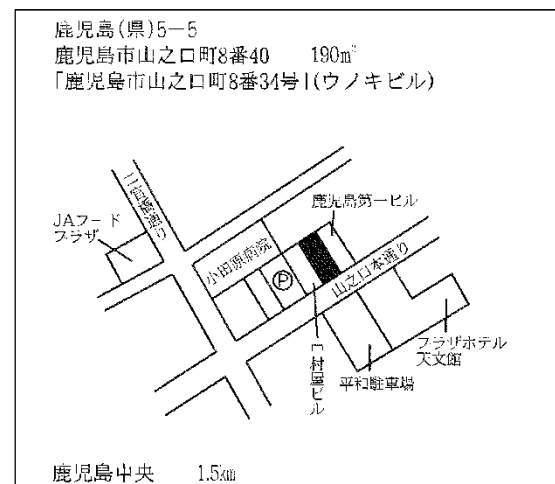 鹿児島(県)5-5
鹿児島市山之口町8番40 190m²
「鹿児島市山之口町8番34号」(ウノキビル)
二官橋通り
JAフード
プラザ
小田原病院
鹿児島第一ビル
P
山之口本通り
村屋ビル
平和駐車場
プラザホテル
天文館
鹿児島中央 1.5km